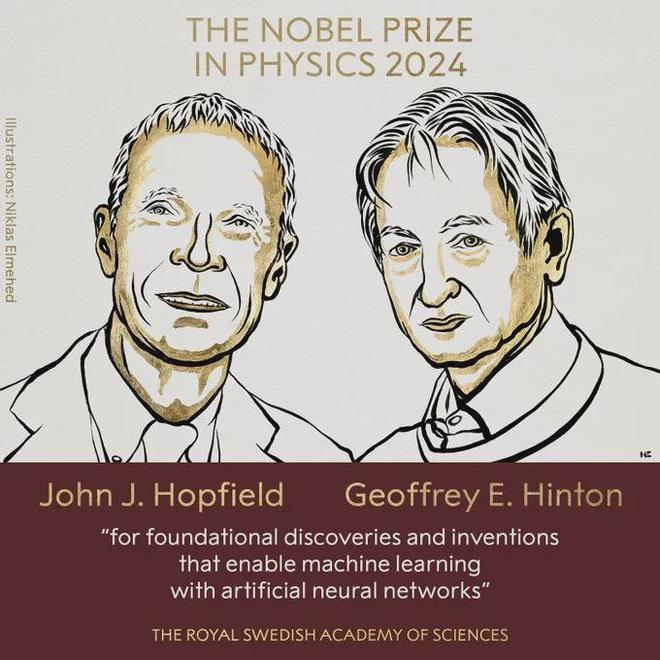 THE NOBEL PRIZE
IN PHYSICS 2024
Illustrations: Niklas Elmehed
John J. Hopfield
Geoffrey E. Hinton
“for foundational discoveries and inventions
that enable machine learning
with artificial neural networks”
THE ROYAL SWEDISH ACADEMY OF SCIENCES